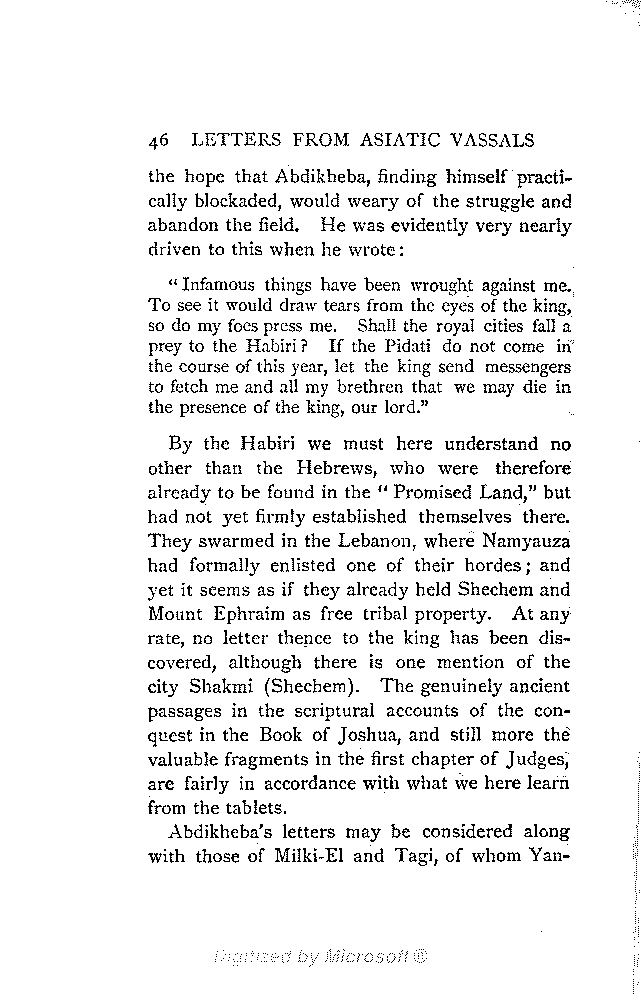 46 LETTERS FROM ASIATIC VASSALS
the hope that Abdikheba, finding himself practi-
cally blockaded, would weary of the struggle and
abandon the field. He was evidently very nearly
driven to this when he wrote:
"Infamous things have been wrought against me.
To see it would draw tears from the eyes of the king,
so do my foes press me. Shall the royal cities fall a
prey to the Habiri? If the Pidati do not come in
the course of this year, let the king send messengers
to fetch me and all my brethren that we may die in
the presence of the king, our lord."
By the Habiri we must here understand no
other than the Hebrews, who were therefore
already to be found in the "Promised Land," but
had not yet firmly established themselves there.
They swarmed in the Lebanon, where Namyauza
had formally enlisted one of their hordes; and
yet it seems as if they already held Shechem and
Mount Ephraim as free tribal property. At any
rate, no letter thence to the king has been dis-
covered, although there is one mention of the
city Shakmi (Shechem). The genuinely ancient
passages in the scriptural accounts of the con-
quest in the Book of Joshua, and still more the
valuable fragments in the first chapter of Judges,
are fairly in accordance with what we here learn
from the tablets.
Abdikheba's letters may be considered along
with those of Milki-El and Tagi, of whom Yan-
Digitized by Microsoft ®